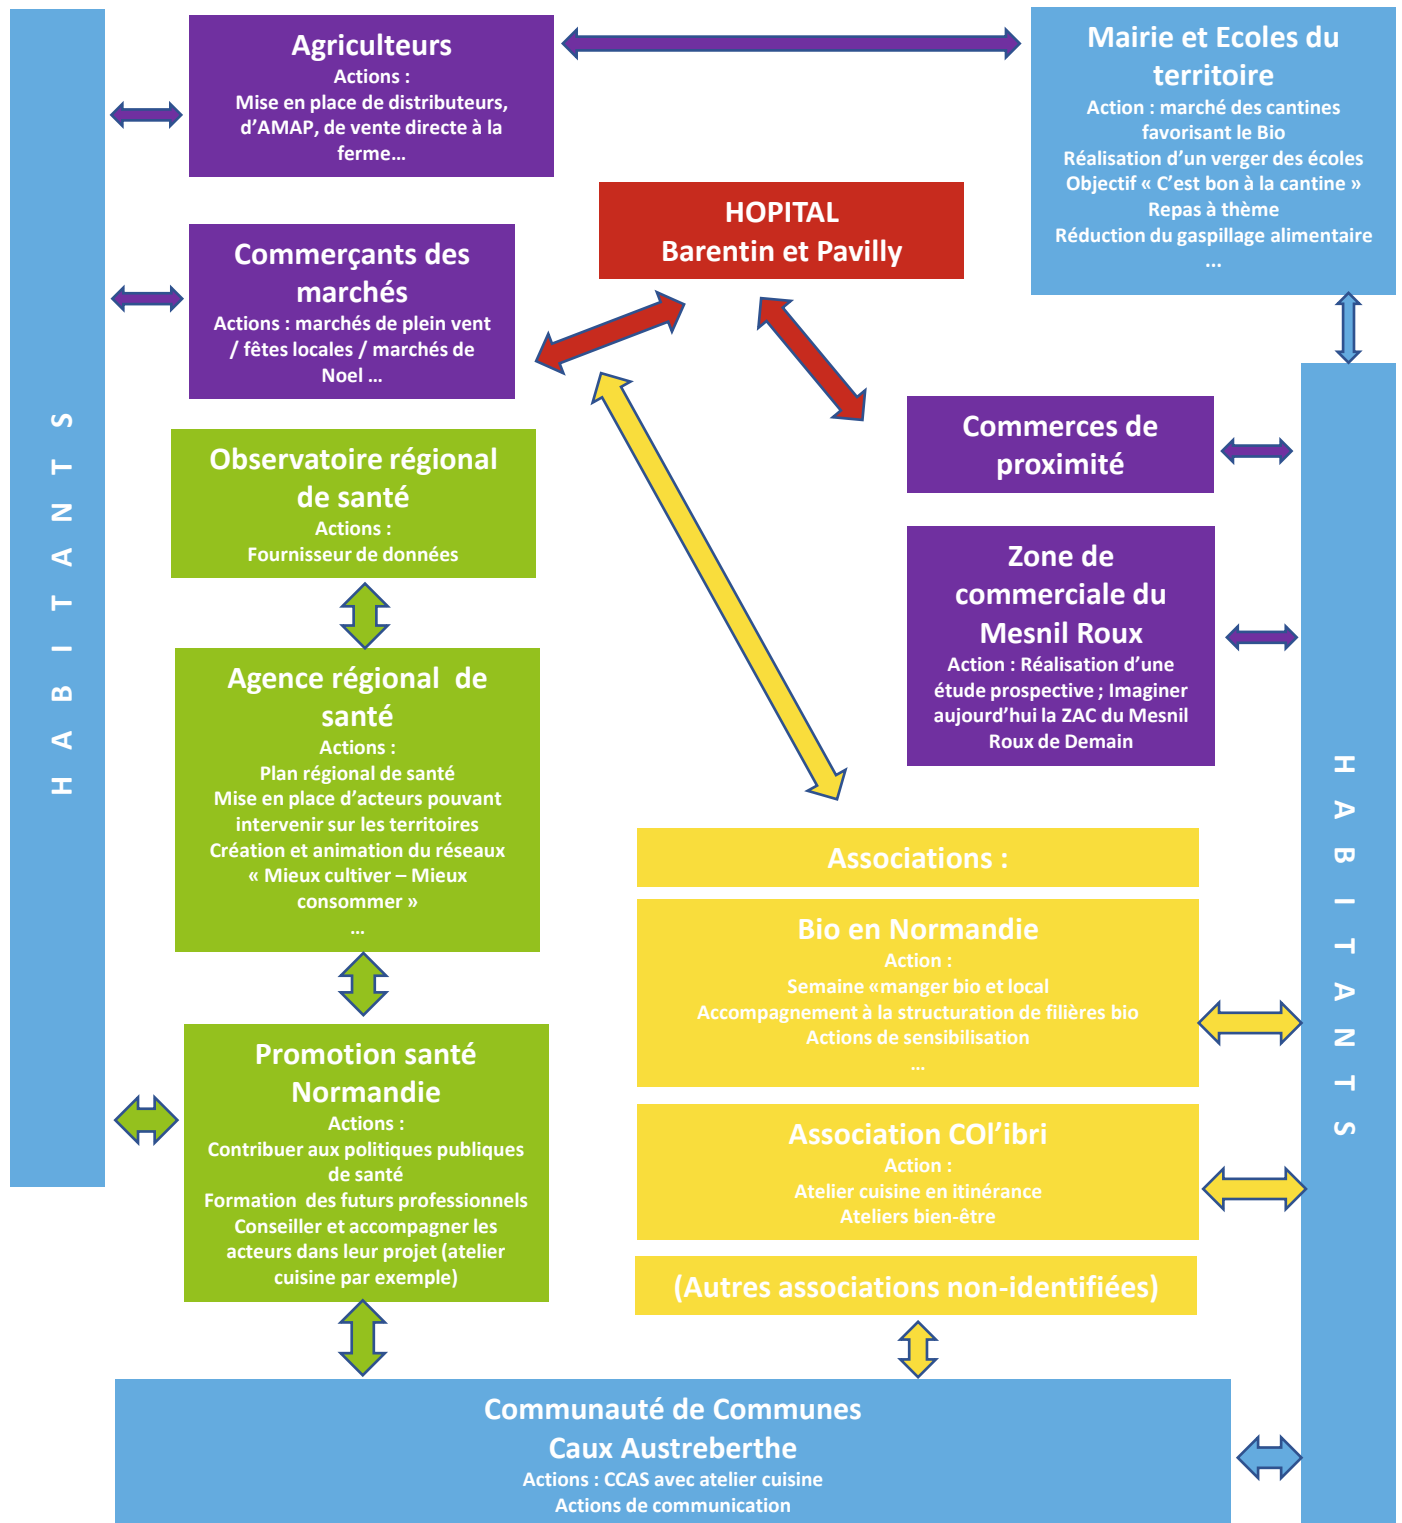 HABITANTS
Agriculteurs
Actions :
Mise en place de distributeurs,
d’AMAP, de vente directe à la
ferme…
Mairie et Ecoles du
territoire
Action : marché des cantines
favorisant le Bio
Réalisation d’un verger des écoles
Objectif « C’est bon à la cantine »
Repas à thème
Réduction du gaspillage alimentaire
…
HOPITAL
Barentin et Pavilly
Commerçants des
marchés
Actions : marchés de plein vent
/ fêtes locales / marchés de
Noel …
Commerces de
proximité
Observatoire régional
de santé
Actions :
Fournisseur de données
Zone de
commerciale du
Mesnil Roux
Action : Réalisation d’une
étude prospective ; Imaginer
aujourd’hui la ZAC du Mesnil
Roux de Demain
Agence régional  de
santé
Actions :
Plan régional de santé
Mise en place d’acteurs pouvant
intervenir sur les territoires
Création et animation du réseaux
« Mieux cultiver – Mieux
consommer »
…
HABITANTS
Associations :
Bio en Normandie
Action :
Semaine «manger bio et local
Accompagnement à la structuration de filières bio
Actions de sensibilisation
…
Promotion santé
Normandie
Actions :
Contribuer aux politiques publiques
de santé
Formation  des futurs professionnels
Conseiller et accompagner les
acteurs dans leur projet (atelier
cuisine par exemple)
Association COl’ibri
Action :
Atelier cuisine en itinérance
Ateliers bien-être
(Autres associations non-identifiées)
Communauté de Communes
Caux Austreberthe
Actions : CCAS avec atelier cuisine
Actions de communication